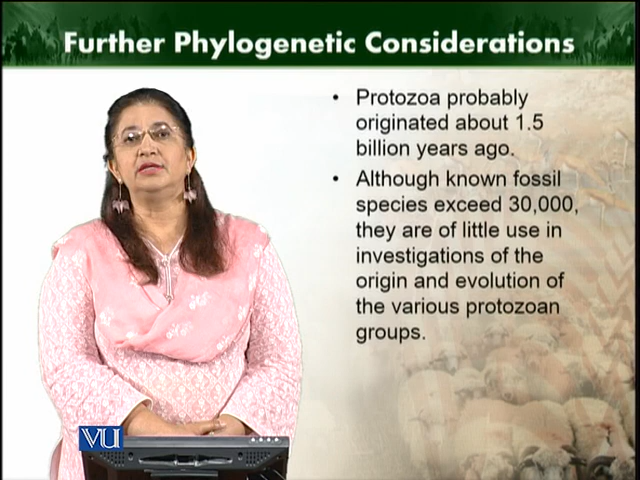 Further Phylogenetic Considerations
• Protozoa probably
originated about 1.5
billion years ago.
• Although known fossil
species exceed 30,000,
they are of little use in
investigations of the
origin and evolution of
the various protozoan
groups.
VU